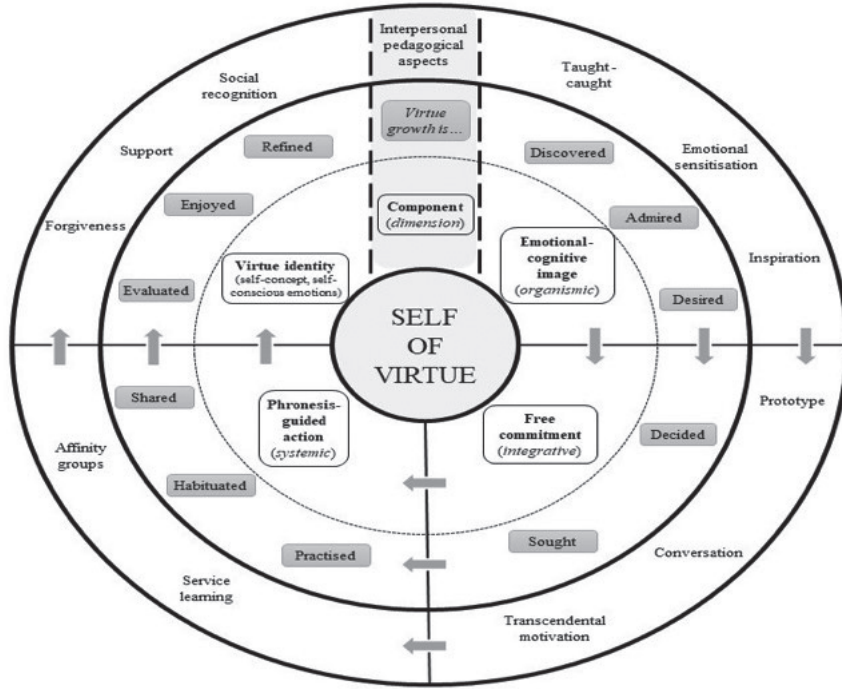 Interpersonal
pedagogical
aspects
Virtue
growth is...
Component
(dimension)
SELF
OF
VIRTUE
Taught-
caught
Emotional
sensitisation
Inspiration
Discovered
Admired
Desired
Emotional-
cognitive
image
(organismic)
Prototype
Conversation
Transcendental
motivation
Decided
Sought
Free
commitment
(integrative)
Service
learning
Affinity
groups
Practised
Habituated
Shared
Phronesis-
guided
action
(systemic)
Forgiveness
Support
Social
recognition
Evaluated
Enjoyed
Refined
Virtue identity
(self-concept, self-
conscious emotions)